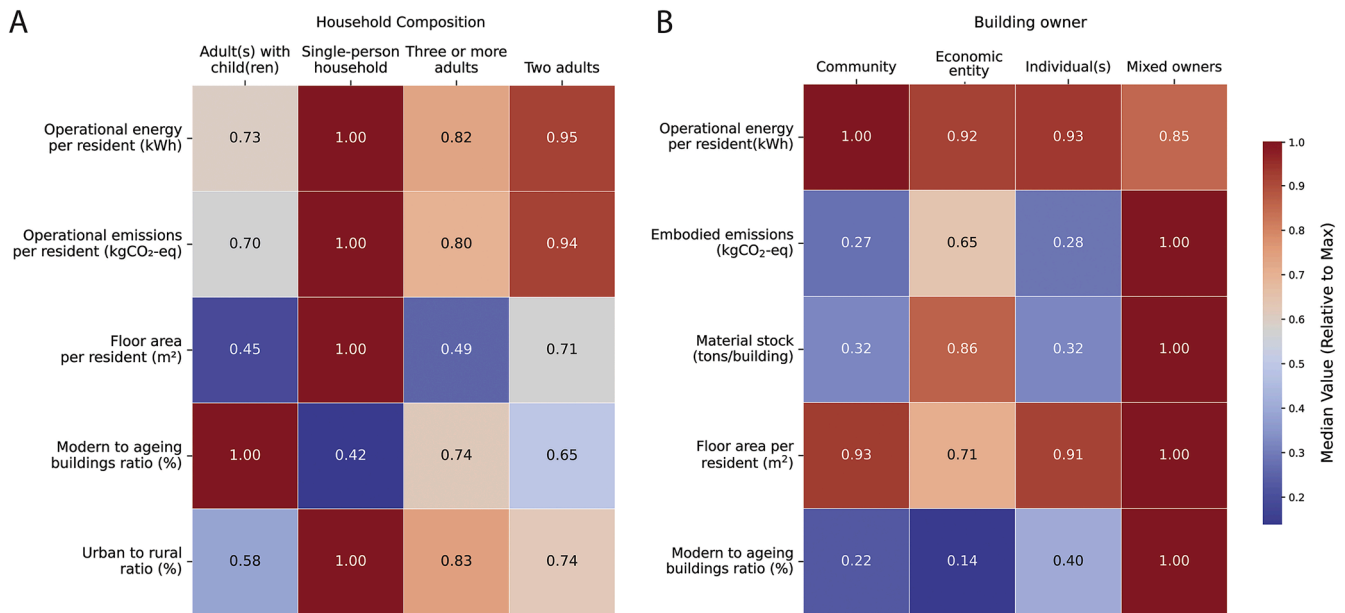 A
Household Composition
Adult(s) with
child(ren)
Single-person
household
Three or more
adults
Two adults
Operational energy
per resident (kWh)
0.73 1.00 0.82 0.95
Operational emissions
per resident (kgCO₂-eq)
0.70 1.00 0.80 0.94
Floor area
per resident (m²)
0.45 1.00 0.49 0.71
Modern to ageing
buildings ratio (%)
1.00 0.42 0.74 0.65
Urban to rural
ratio (%)
0.58 1.00 0.83 0.74
B
Building owner
Community
Economic
entity
Individual(s)
Mixed owners
Operational energy
per resident(kWh)
1.00 0.92 0.93 0.85
Embodied emissions
(kgCO₂-eq)
0.27 0.65 0.28 1.00
Material stock
(tons/building)
0.32 0.86 0.32 1.00
Floor area per
resident (m²)
0.93 0.71 0.91 1.00
Modern to ageing
buildings ratio (%)
0.22 0.14 0.40 1.00
1.0
0.9
0.8
0.7
0.6
0.5
0.4
0.3
0.2
Median Value (Relative to Max)